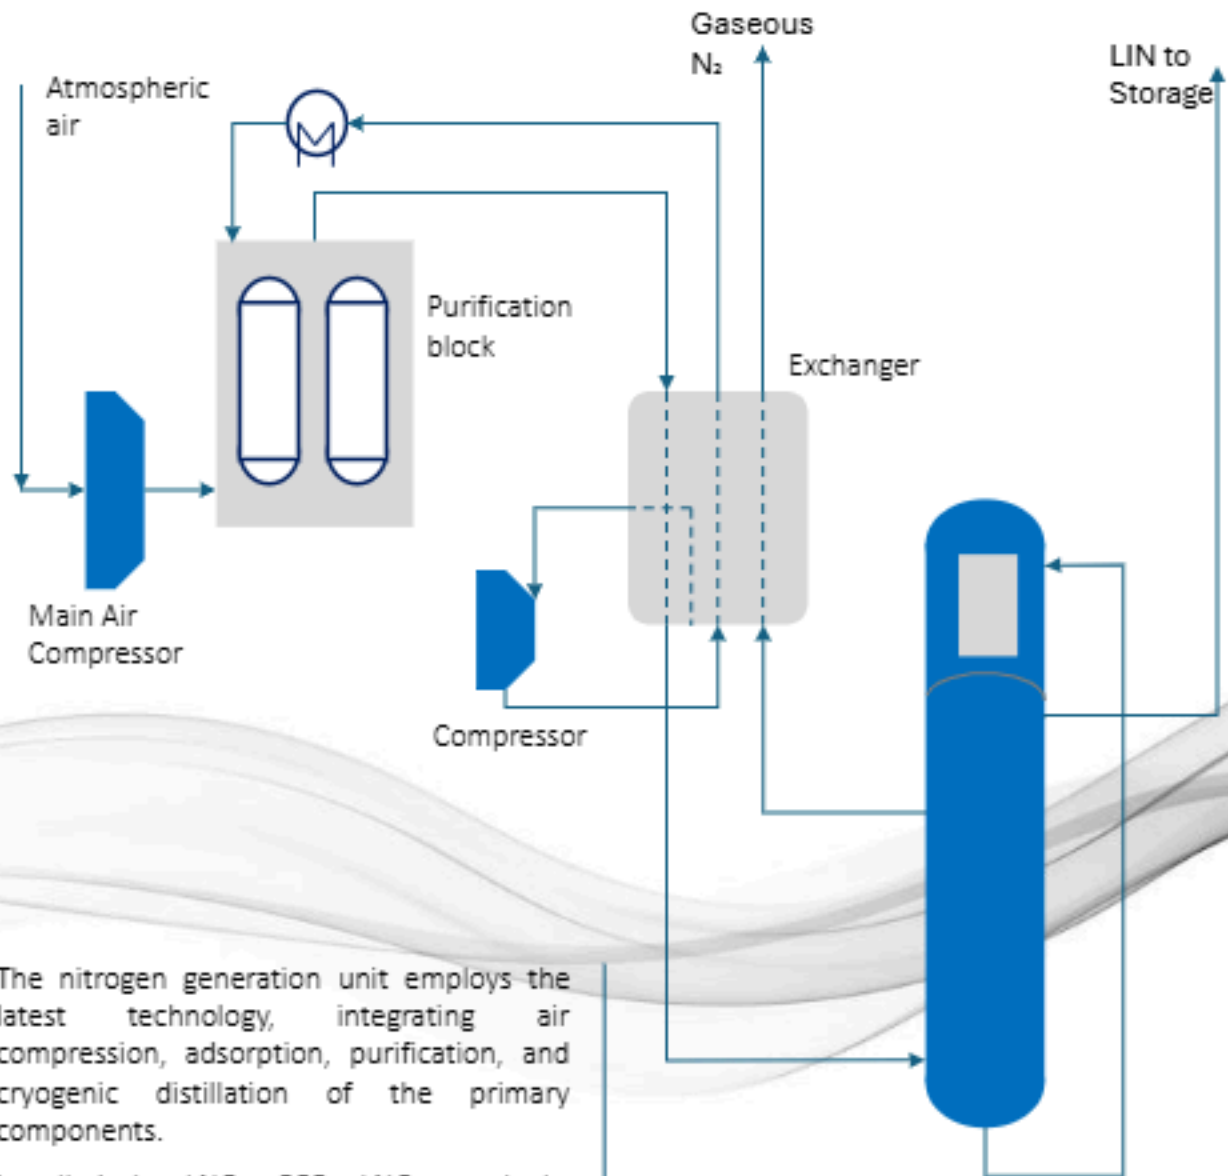 Gaseous
N₂
LIN to
Storage
Atmospheric
air
Purification
block
Exchanger
Main Air
Compressor
Compressor
The nitrogen generation unit employs the
latest technology, integrating air
compression, adsorption, purification, and
cryogenic distillation of the primary
components.